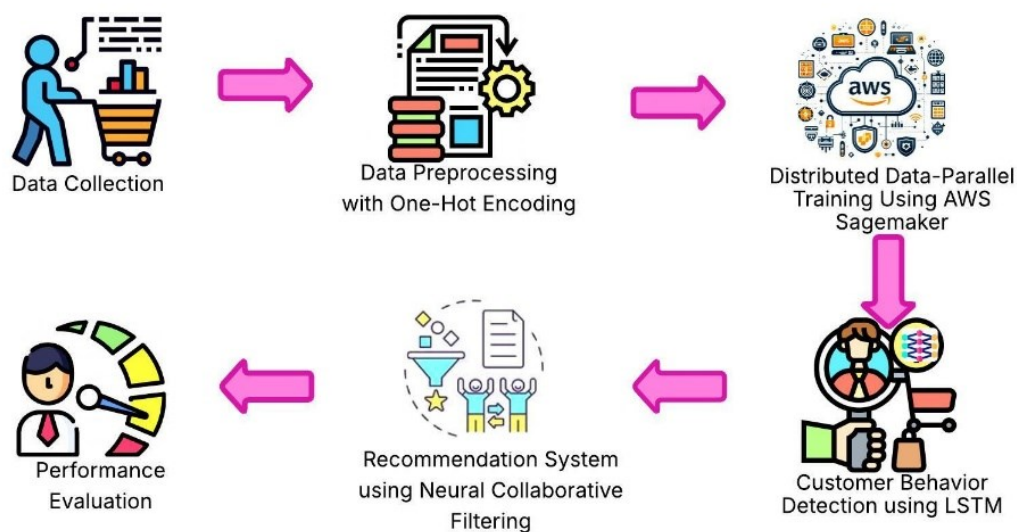 aws
Data Collection
Data Preprocessing
with One-Hot Encoding
Distributed Data-Parallel
Training Using AWS
Sagemaker
Performance
Evaluation
Recommendation System
using Neural Collaborative
Filtering
Customer Behavior
Detection using LSTM